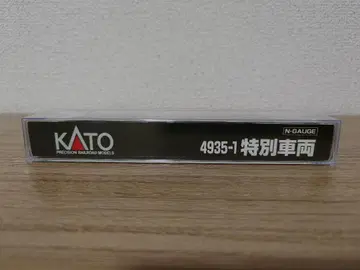 KATO
PRECISION RAILROAD MODELS
N-GAUGE
4935-1 特別車両